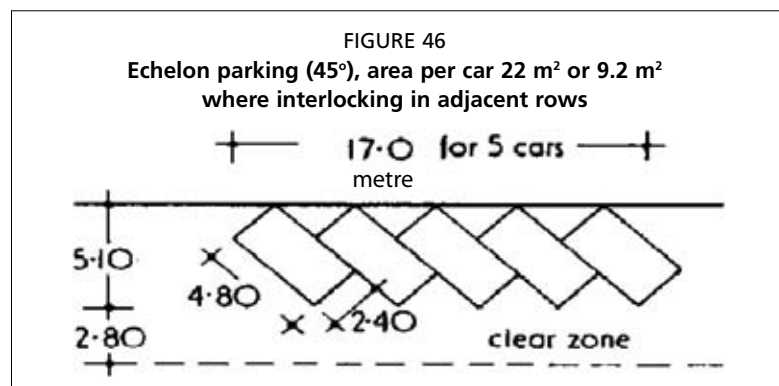 FIGURE 46
Echelon parking (45º), area per car 22 m² or 9.2 m²
where interlocking in adjacent rows
17·0 for 5 cars
metre
5·10
4·80
2·40
2·80
clear zone